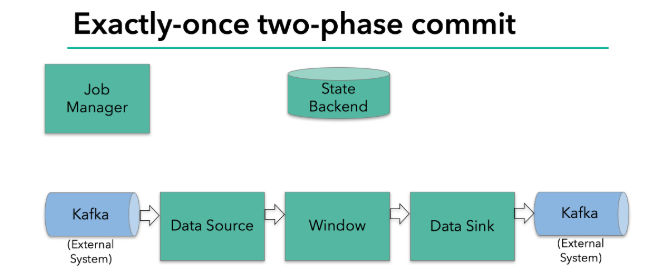 Exactly-once two-phase commit
Job
Manager
State
Backend
Kafka
(External
System)
Data Source
Window
Data Sink
Kafka
(External
System)